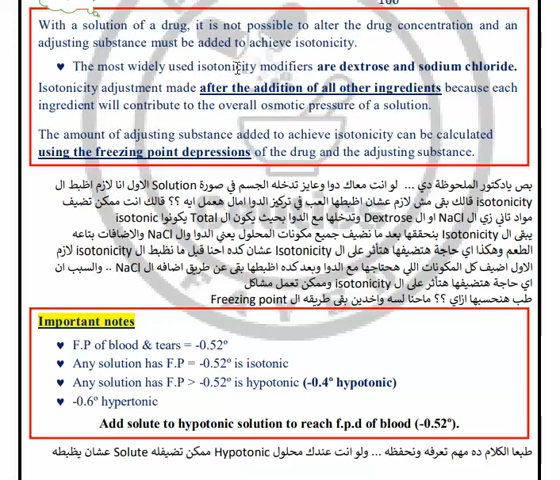 100
With a solution of a drug, it is not possible to alter the drug concentration and an
adjusting substance must be added to achieve isotonicity.
♥ The most widely used isotonicity modifiers are dextrose and sodium chloride.
Isotonicity adjustment made after the addition of all other ingredients because each
ingredient will contribute to the overall osmotic pressure of a solution.
The amount of adjusting substance added to achieve isotonicity can be calculated
using the freezing point depressions of the drug and the adjusting substance.
بص يادكتور الملحوظة دي ... لو انت معاك دوا وعايز تدخله الجسم في صورة Solution الاول انا لازم اظبط ال
isotonicity قالك بقى مش لازم عشان اظبطها العب في تركيز الدوا امال هعمل ايه ؟؟ قالك انت ممكن تضيف
مواد تاني زي ال NaCl او ال Dextrose وتدخلها مع الدوا بحيث يكون ال Total يكونوا isotonic
يبقى ال Isotonicity بنحققها بعد ما نضيف جميع مكونات المحلول يعني الدوا وال NaCl والاضافات بتاعه
الطعم وهكذا اي حاجة هتضيفها هتأثر على ال Isotonicity عشان كده احنا قبل ما نظبط ال isotonicity لازم
الاول اضيف كل المكونات اللي هحتاجها مع الدوا وبعد كده اظبطها بقى عن طريق اضافه ال NaCl .. والسبب ان
اي حاجة هتضيفها هتأثر على ال isotonicity وممكن تعمل مشاكل
طب هنحسبها ازاي ؟؟ ماحنا لسه واخدين بقى طريقه ال Freezing point
Important notes
♥ F.P of blood & tears = -0.52º
♥ Any solution has F.P = -0.52º is isotonic
♥ Any solution has F.P > -0.52º is hypotonic (-0.4º hypotonic)
♥ -0.6º hypertonic
Add solute to hypotonic solution to reach f.p.d of blood (-0.52º).
طبعا الكلام ده مهم تعرفه ونحفظه ... ولو انت عندك محلول Hypotonic ممكن تضيفله Solute عشان يظبطه